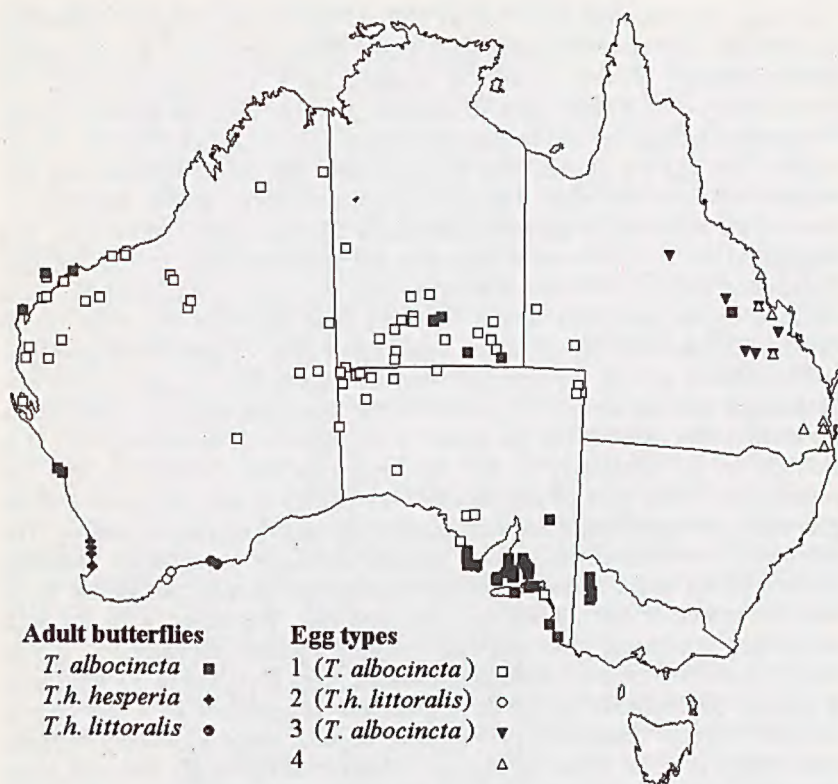 Adult butterflies
T. albocincta
T.h. hesperia
T.h. littoralis
Egg types
1 (T. albocincta)
2 (T.h. littoralis)
3 (T. albocincta)
4